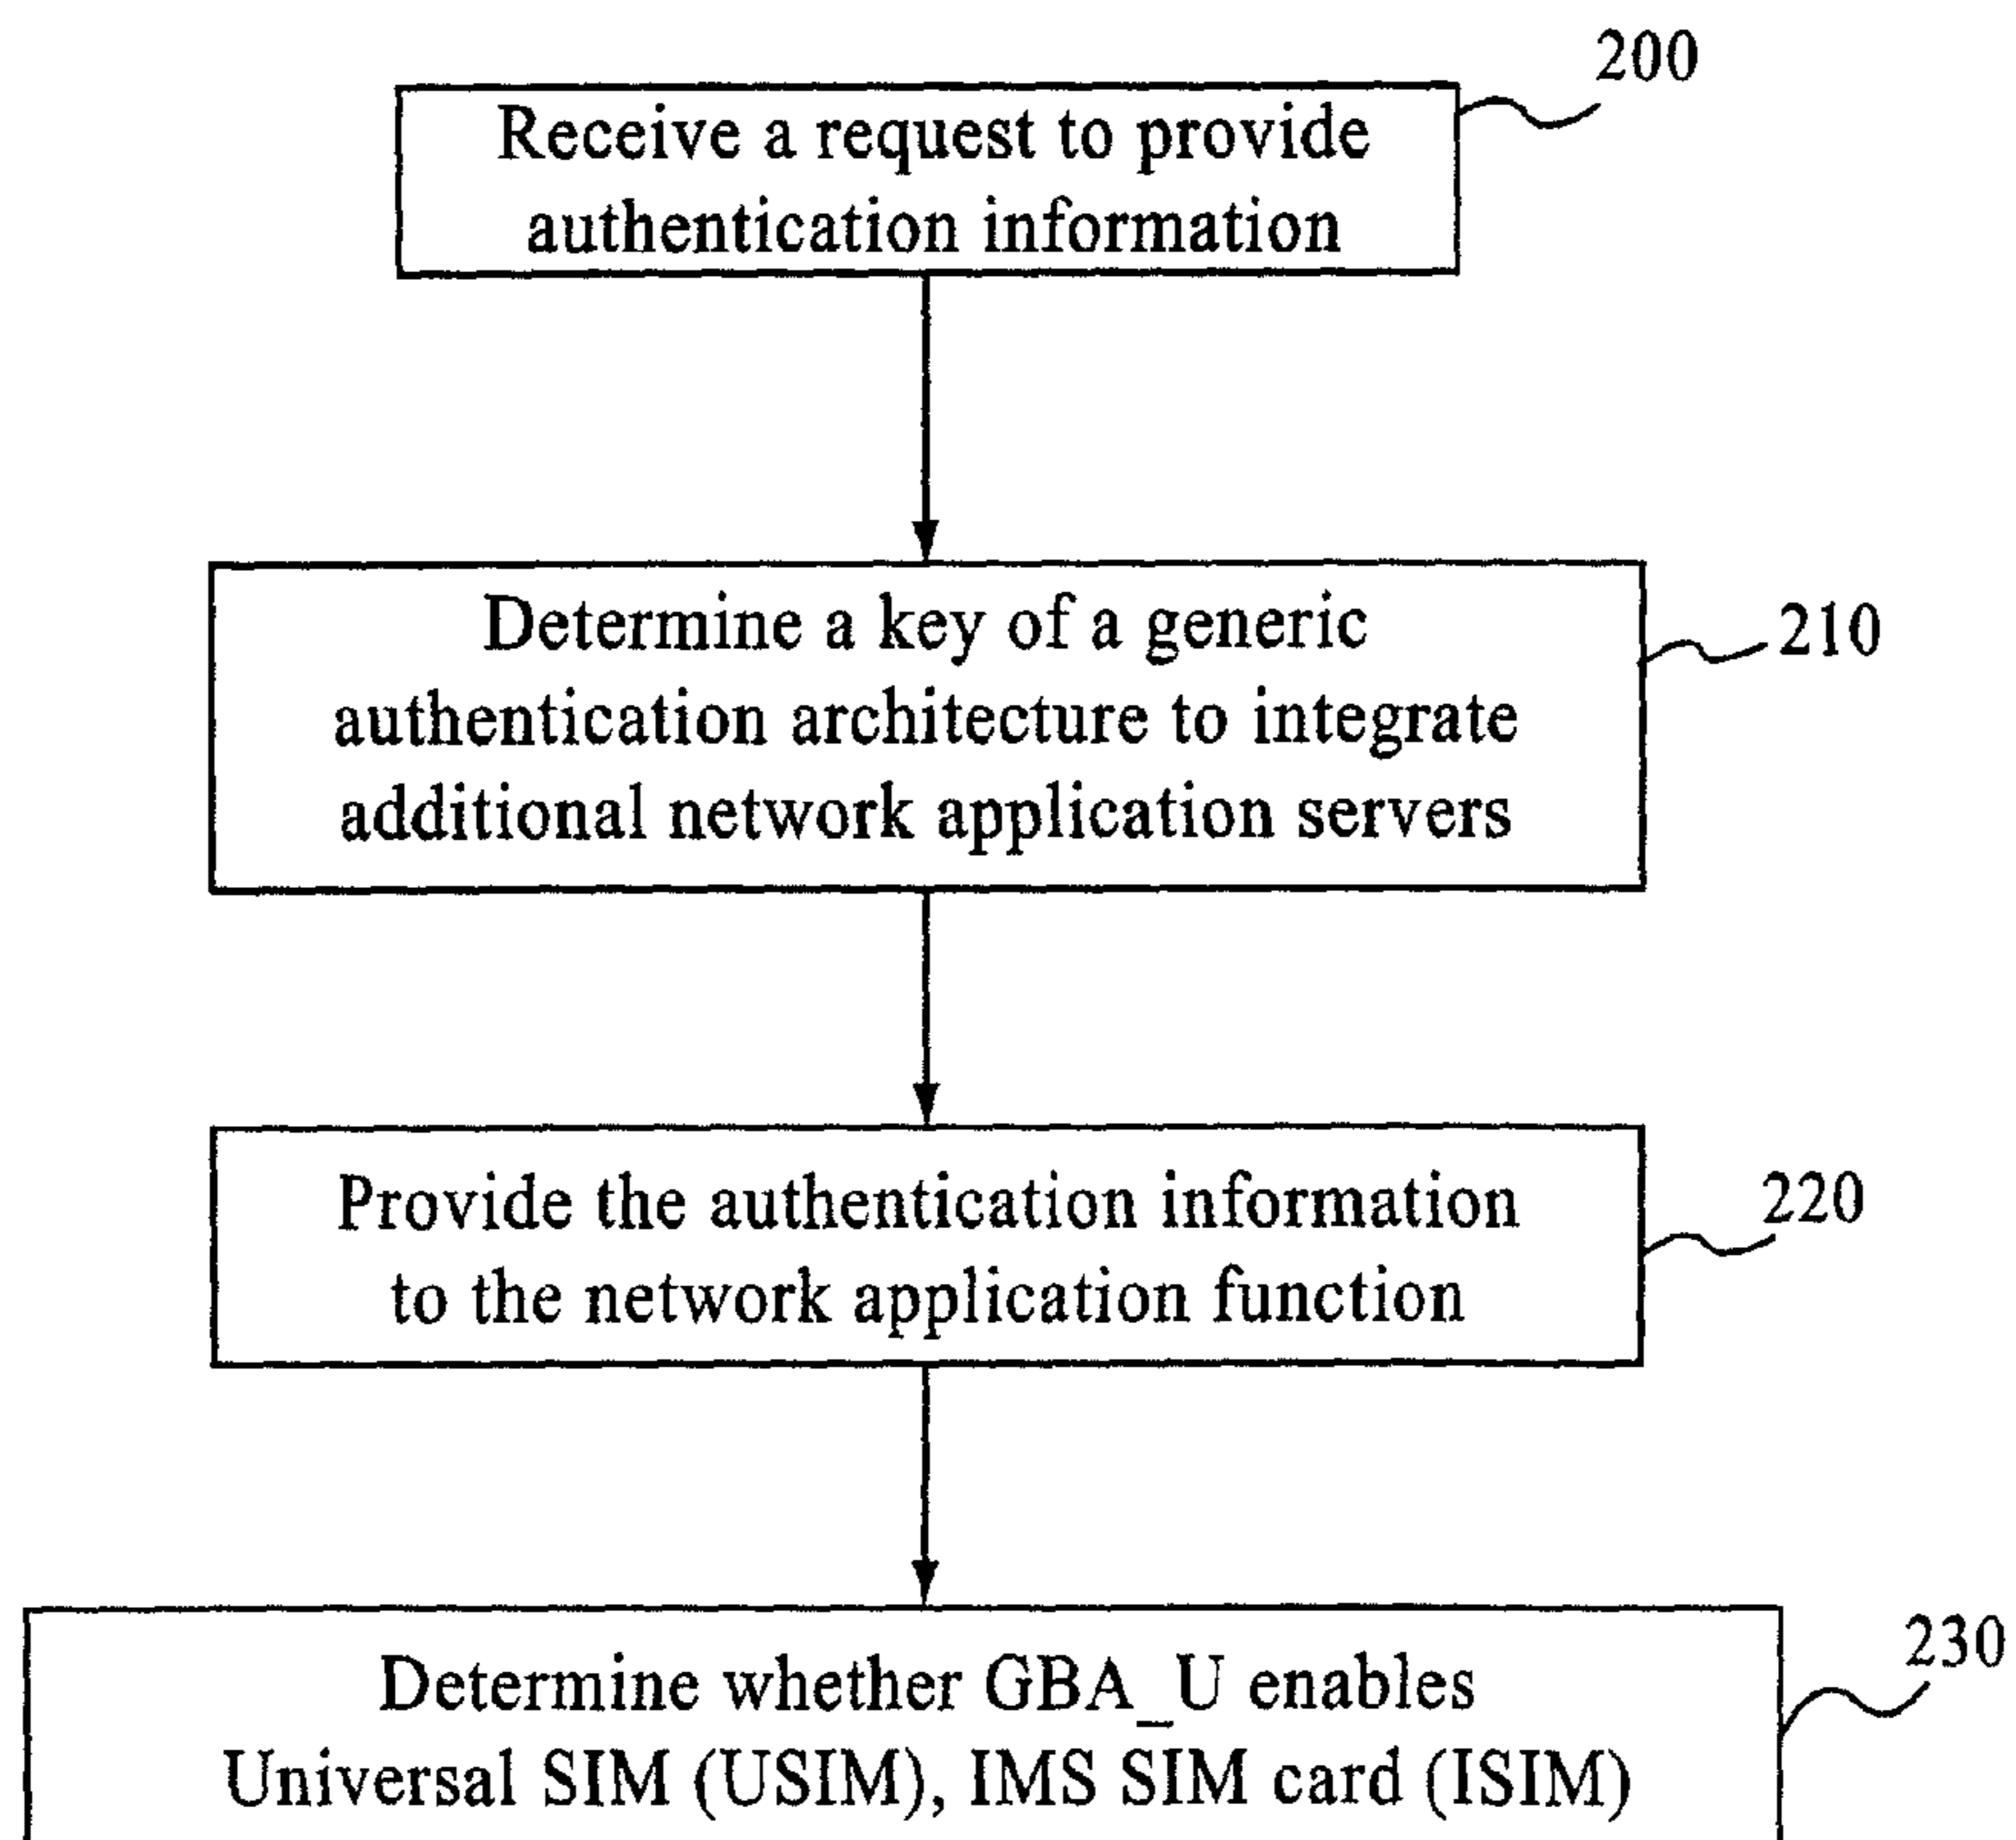 200
Receive a request to provide
authentication information
Determine a key of a generic
authentication architecture to integrate
additional network application servers
210
Provide the authentication information
to the network application function
220
Determine whether GBA_U enables
Universal SIM (USIM), IMS SIM card (ISIM)
230